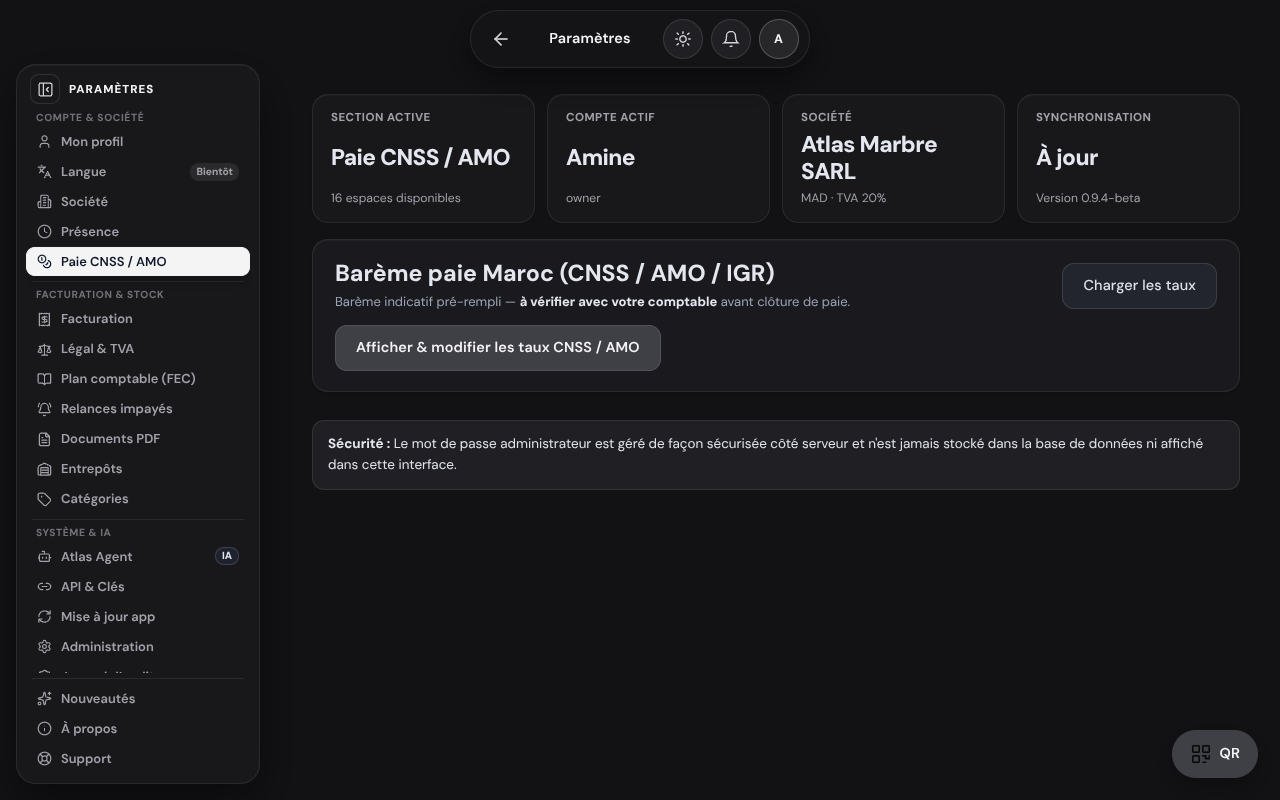 Paramètres
A
PARAMÈTRES
COMPTE & SOCIÉTÉ
Mon profil
Langue
Bientôt
Société
Présence
Paie CNSS / AMO
FACTURATION & STOCK
Facturation
Légal & TVA
Plan comptable (FEC)
Relances impayés
Documents PDF
Entrepôts
Catégories
SYSTÈME & IA
Atlas Agent
IA
API & Clés
Mise à jour app
Administration
Nouveautés
À propos
Support
SECTION ACTIVE
Paie CNSS / AMO
16 espaces disponibles
COMPTE ACTIF
Amine
owner
SOCIÉTÉ
Atlas Marbre
SARL
MAD · TVA 20%
SYNCHRONISATION
À jour
Version 0.9.4-beta
Barème paie Maroc (CNSS / AMO / IGR)
Barème indicatif pré-rempli — à vérifier avec votre comptable avant clôture de paie.
Charger les taux
Afficher & modifier les taux CNSS / AMO
Sécurité : Le mot de passe administrateur est géré de façon sécurisée côté serveur et n'est jamais stocké dans la base de données ni affiché
dans cette interface.
QR